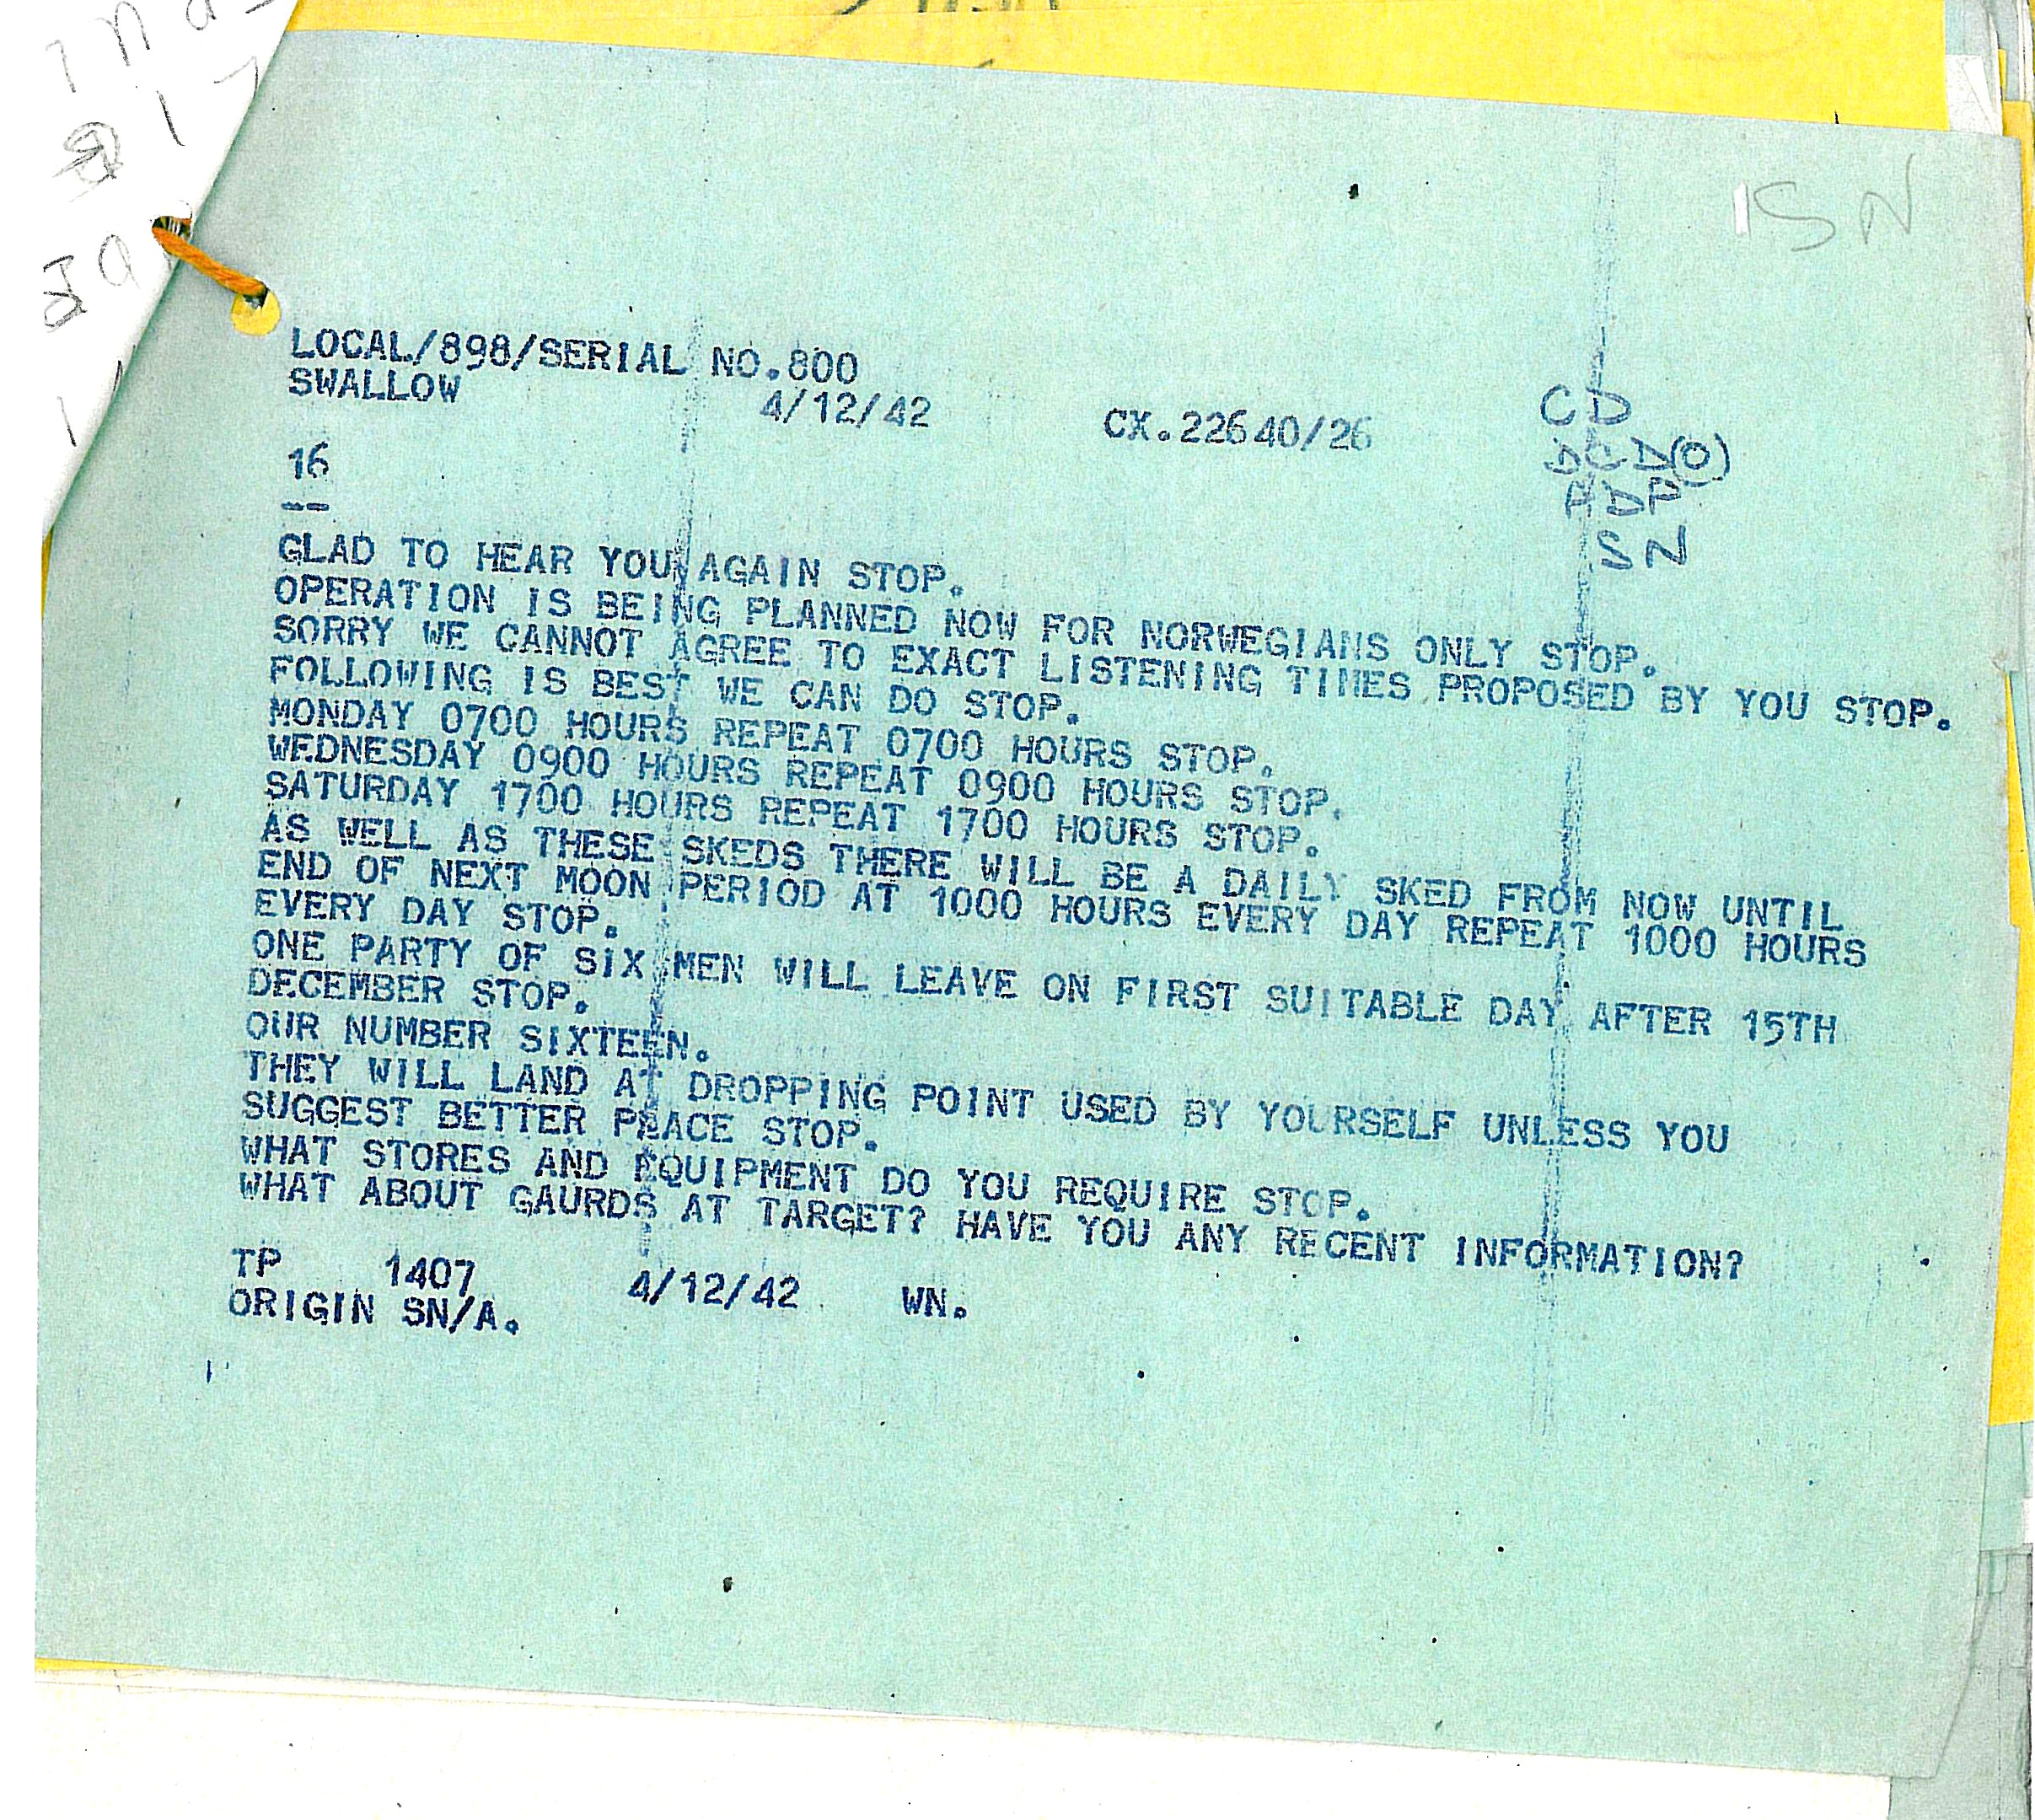 SN
LOCAL/898/SERIAL NO.800
SWALLOW 4/12/42 CX.22640/26
CD
DCD(O)
ADP
SN
16
--
GLAD TO HEAR YOU AGAIN STOP.
OPERATION IS BEING PLANNED NOW FOR NORWEGIANS ONLY STOP.
SORRY WE CANNOT AGREE TO EXACT LISTENING TIMES PROPOSED BY YOU STOP.
FOLLOWING IS BEST WE CAN DO STOP.
MONDAY 0700 HOURS REPEAT 0700 HOURS STOP.
WEDNESDAY 0900 HOURS REPEAT 0900 HOURS STOP.
SATURDAY 1700 HOURS REPEAT 1700 HOURS STOP.
AS WELL AS THESE SKEDS THERE WILL BE A DAILY SKED FROM NOW UNTIL
END OF NEXT MOON PERIOD AT 1000 HOURS EVERY DAY REPEAT 1000 HOURS
EVERY DAY STOP.
ONE PARTY OF SIX MEN WILL LEAVE ON FIRST SUITABLE DAY AFTER 15TH
DECEMBER STOP.
OUR NUMBER SIXTEEN.
THEY WILL LAND AT DROPPING POINT USED BY YOURSELF UNLESS YOU
SUGGEST BETTER PLACE STOP.
WHAT STORES AND EQUIPMENT DO YOU REQUIRE STOP.
WHAT ABOUT GAURDS AT TARGET? HAVE YOU ANY RECENT INFORMATION?
TP 1407 4/12/42 WN.
ORIGIN SN/A.